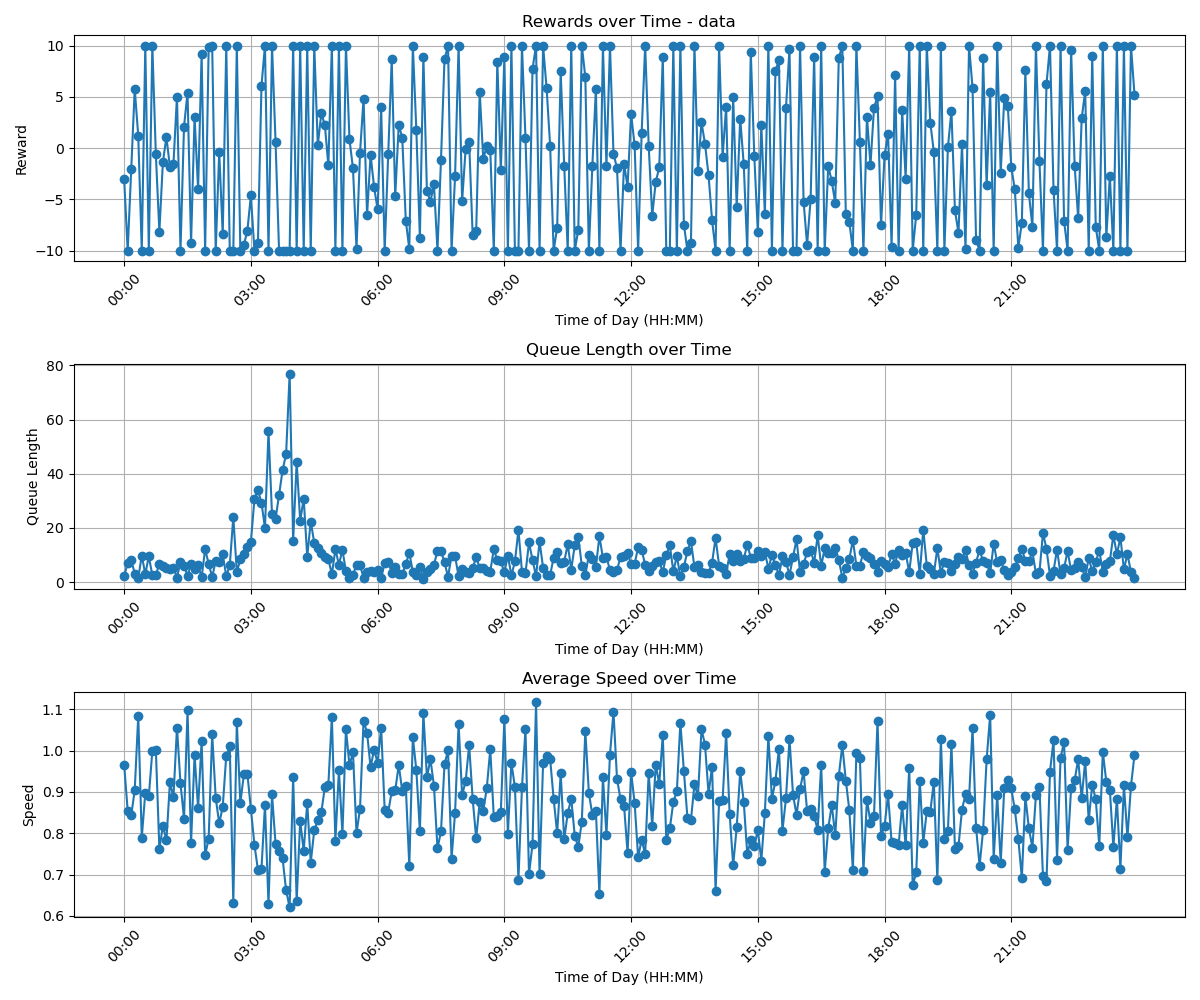 Rewards over Time - data
Reward
10
5
0
−5
−10
00:00 03:00 06:00 09:00 12:00 15:00 18:00 21:00
Time of Day (HH:MM)
Queue Length over Time
Queue Length
80
60
40
20
0
00:00 03:00 06:00 09:00 12:00 15:00 18:00 21:00
Time of Day (HH:MM)
Average Speed over Time
Speed
1.1
1.0
0.9
0.8
0.7
0.6
00:00 03:00 06:00 09:00 12:00 15:00 18:00 21:00
Time of Day (HH:MM)